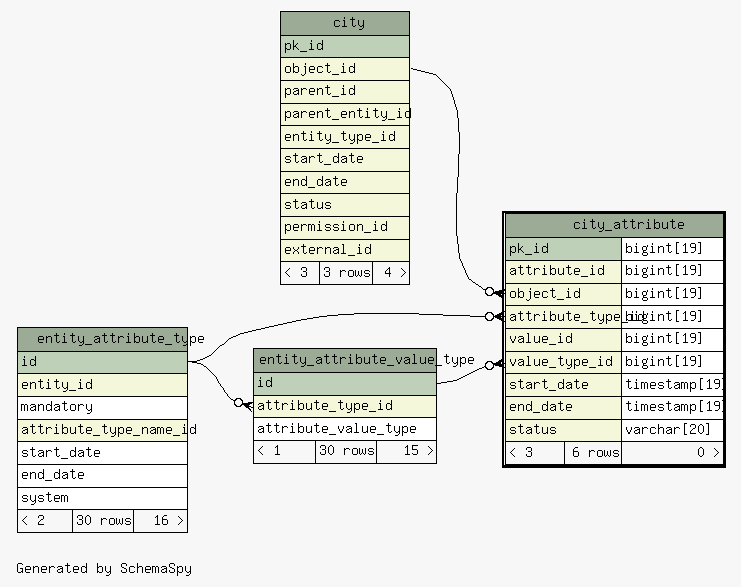 city
pk_id
object_id
parent_id
parent_entity_id
entity_type_id
start_date
end_date
status
permission_id
external_id
< 3 3 rows 4 >
city_attribute
pk_id bigint[19]
attribute_id bigint[19]
object_id bigint[19]
attribute_type_id bigint[19]
value_id bigint[19]
value_type_id bigint[19]
start_date timestamp[19]
end_date timestamp[19]
status varchar[20]
< 3 6 rows 0 >
entity_attribute_type
id
entity_id
mandatory
attribute_type_name_id
start_date
end_date
system
< 2 30 rows 16 >
entity_attribute_value_type
id
attribute_type_id
attribute_value_type
< 1 30 rows 15 >
Generated by SchemaSpy